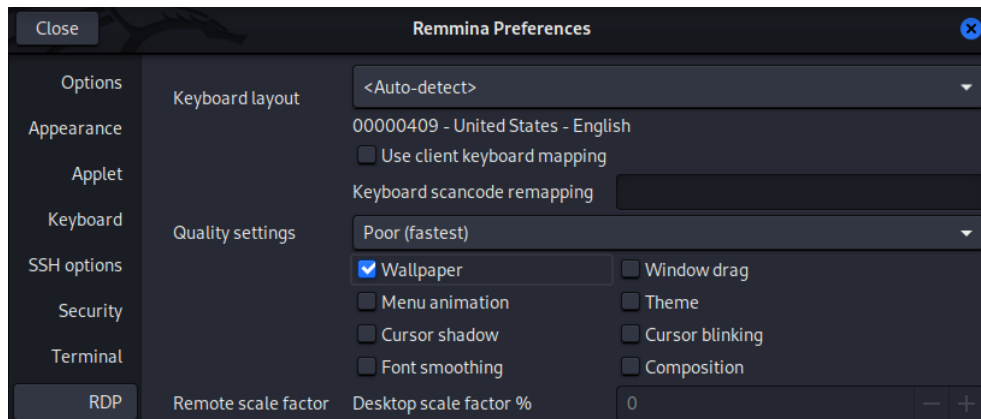 Close
Remmina Preferences
Options
Appearance
Applet
Keyboard
SSH options
Security
Terminal
RDP
Keyboard layout
<Auto-detect>
00000409 - United States - English
Use client keyboard mapping
Keyboard scancode remapping
Quality settings
Poor (fastest)
Wallpaper
Window drag
Menu animation
Theme
Cursor shadow
Cursor blinking
Font smoothing
Composition
Remote scale factor
Desktop scale factor %
0